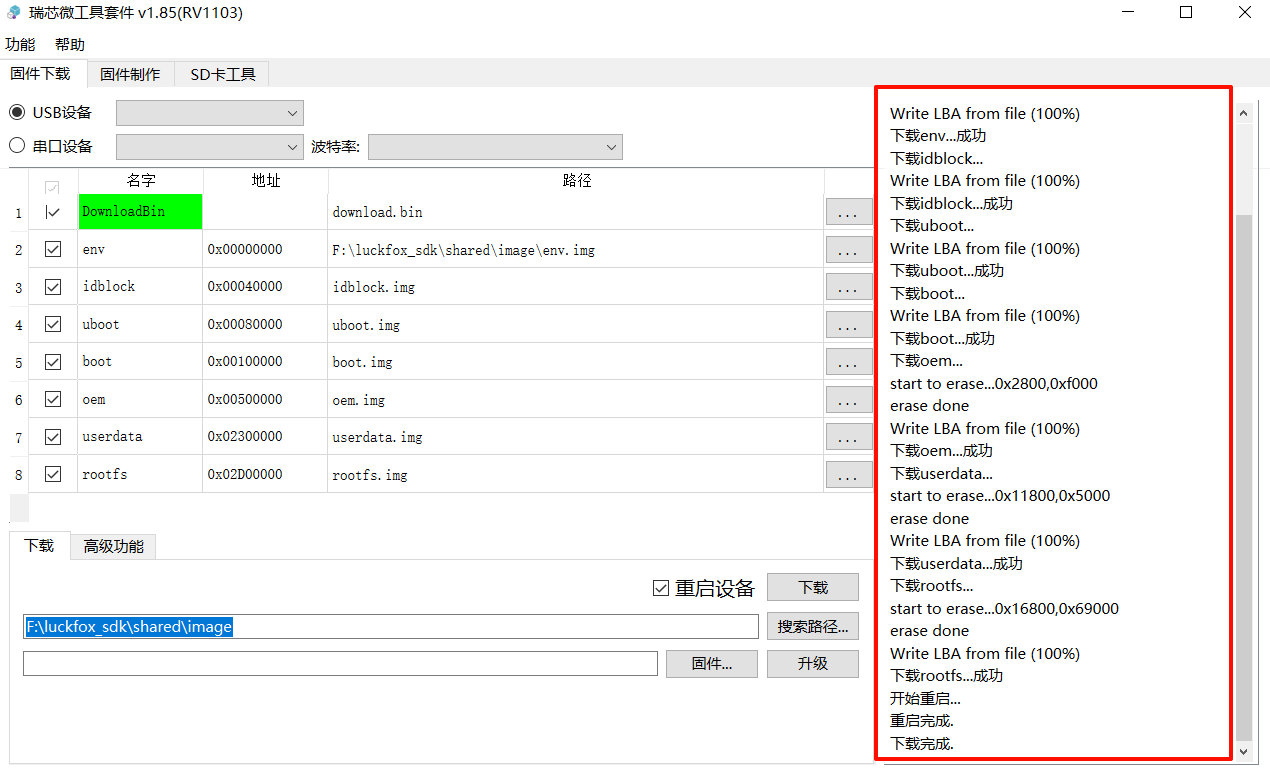 瑞芯微工具套件 v1.85(RV1103)
功能 帮助
固件下载 固件制作 SD卡工具
USB设备
串口设备 波特率:
名字 地址 路径
1 DownloadBin download.bin ...
2 env 0x00000000 F:\luckfox_sdk\shared\image\env.img ...
3 idblock 0x00040000 idblock.img ...
4 uboot 0x00080000 uboot.img ...
5 boot 0x00100000 boot.img ...
6 oem 0x00500000 oem.img ...
7 userdata 0x02300000 userdata.img ...
8 rootfs 0x02D00000 rootfs.img ...
下载 高级功能
重启设备 下载
F:\luckfox_sdk\shared\image 搜索路径...
固件... 升级
Write LBA from file (100%)
下载env...成功
下载idblock...
Write LBA from file (100%)
下载idblock...成功
下载uboot...
Write LBA from file (100%)
下载uboot...成功
下载boot...
Write LBA from file (100%)
下载boot...成功
下载oem...
start to erase...0x2800,0xf000
erase done
Write LBA from file (100%)
下载oem...成功
下载userdata...
start to erase...0x11800,0x5000
erase done
Write LBA from file (100%)
下载userdata...成功
下载rootfs...
start to erase...0x16800,0x69000
erase done
Write LBA from file (100%)
下载rootfs...成功
开始重启...
重启完成.
下载完成.